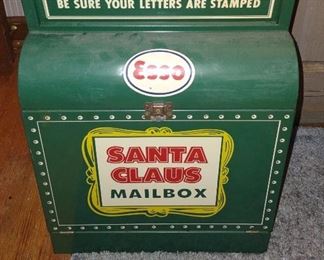 BE SURE YOUR LETTERS ARE STAMPED
Esso
SANTA
CLAUS
MAILBOX